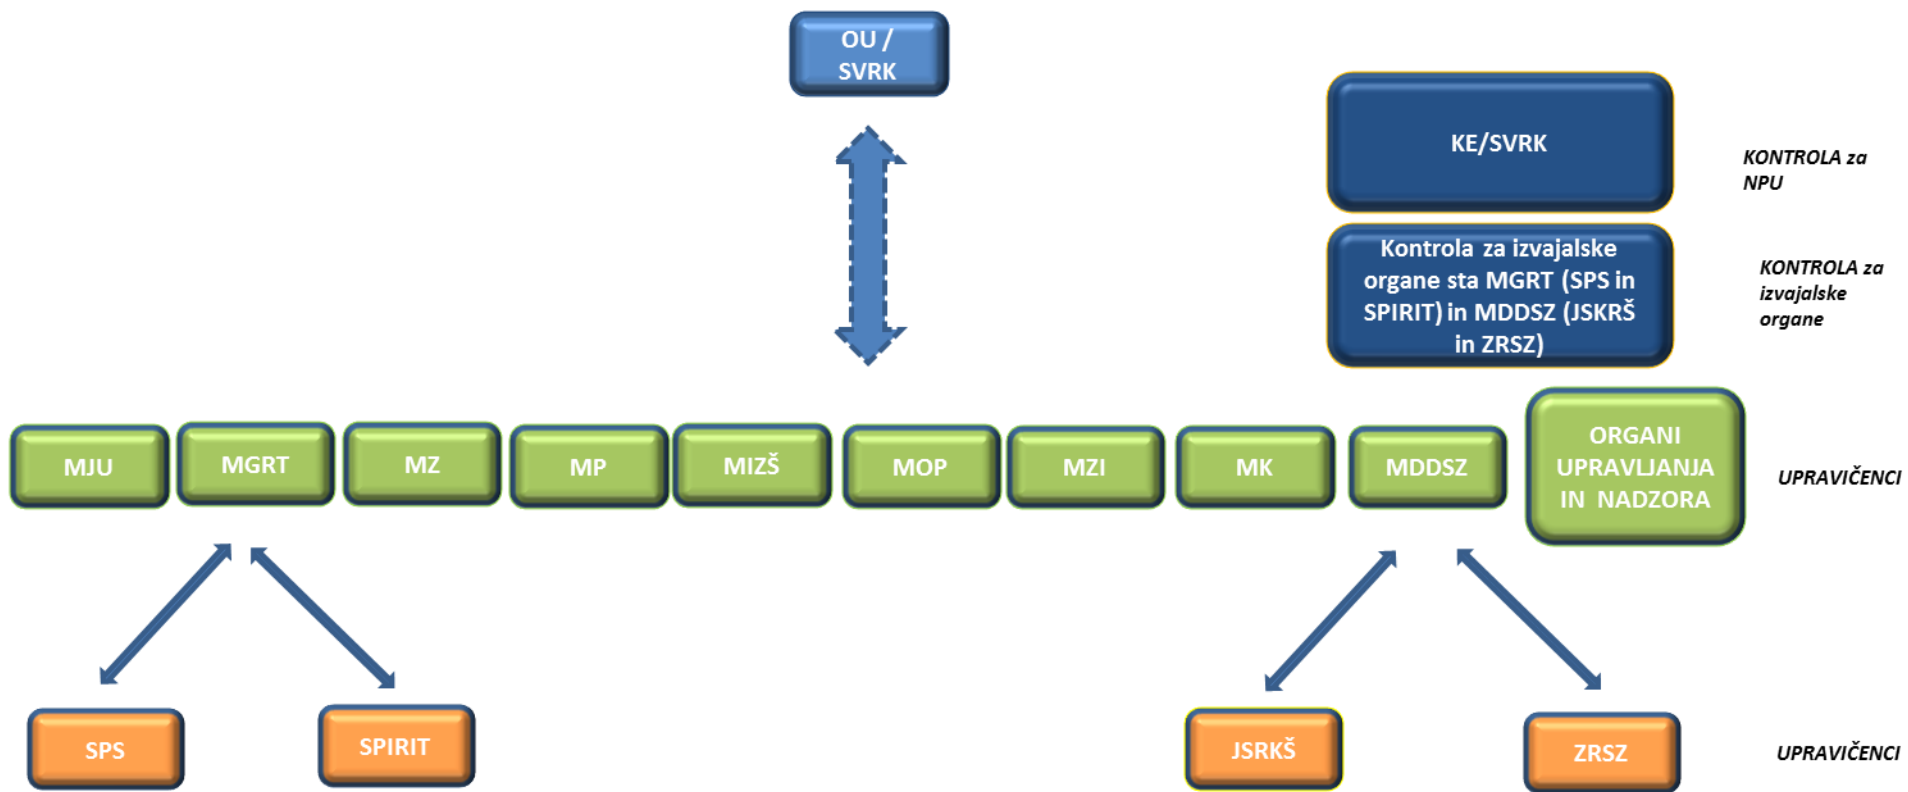 OU /
SVRK
KE/SVRK
KONTROLA za
NPU
Kontrola za izvajalske
organe sta MGRT (SPS in
SPIRIT) in MDDSZ (JSKRŠ
in ZRSZ)
KONTROLA za
izvajalske
organe
MJU
MGRT
MZ
MP
MIZŠ
MOP
MZI
MK
MDDSZ
ORGANI
UPRAVLJANJA
IN NADZORA
UPRAVIČENCI
SPS
SPIRIT
JSRKŠ
ZRSZ
UPRAVIČENCI